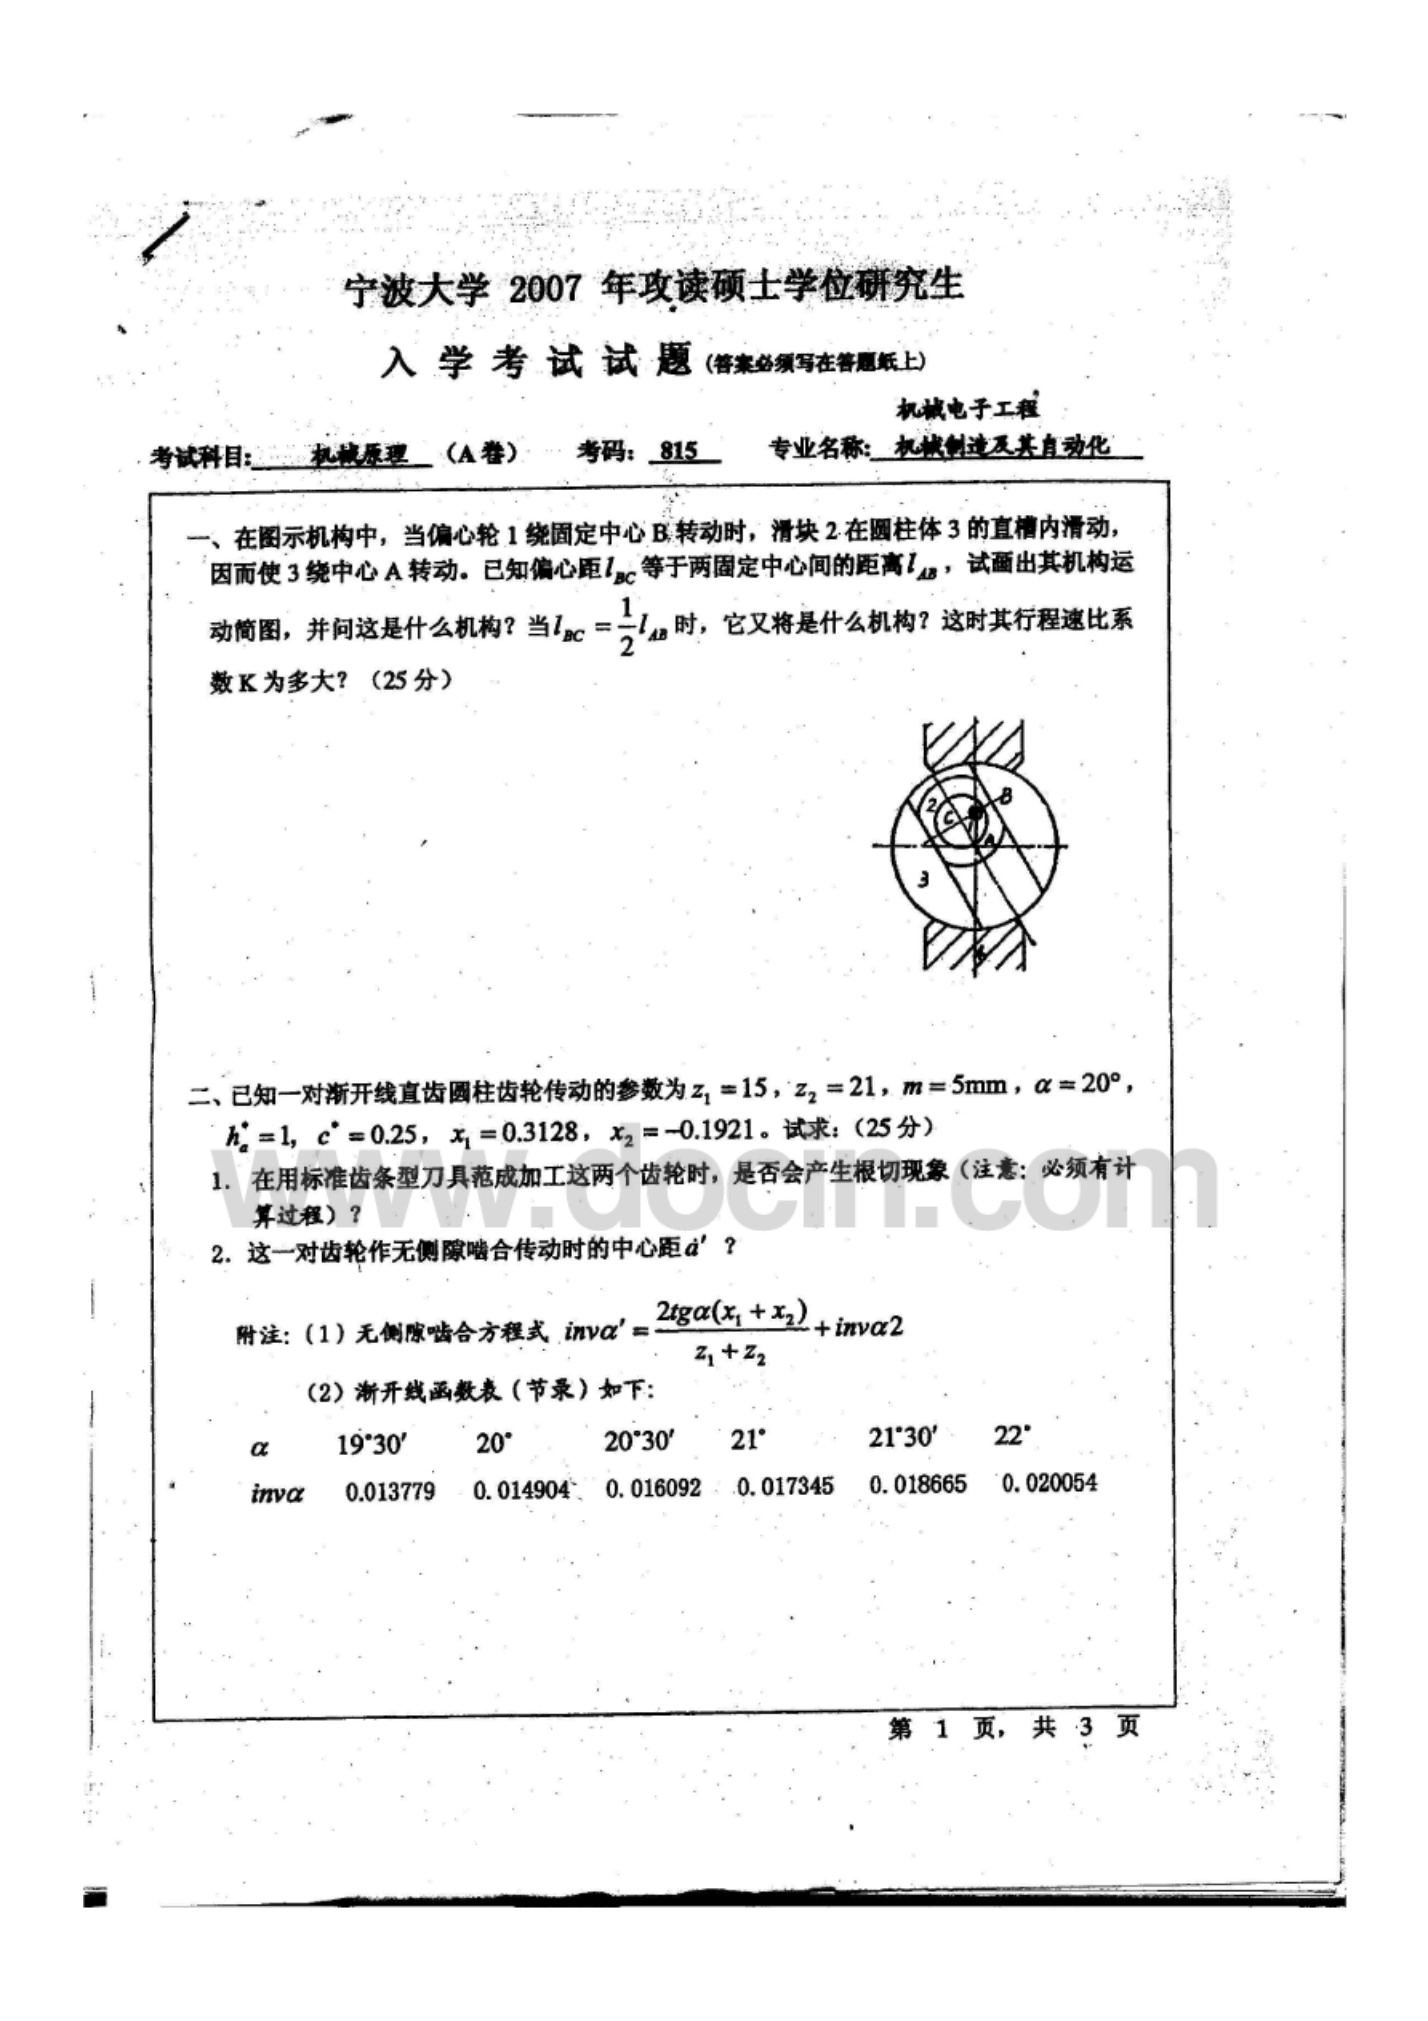 宁波大学 2007 年攻读硕士学位研究生
入 学 考 试 试 题 (答案必须写在答题纸上)
机械电子工程
考试科目: 机械原理 （A 卷） 考码： 815 专业名称: 机械制造及其自动化
一、在图示机构中，当偏心轮 1 绕固定中心 B 转动时，滑块 2 在圆柱体 3 的直槽内滑动，
因而使 3 绕中心 A 转动。已知偏心距 l_{BC} 等于两固定中心间的距离 l_{AB}，试画出其机构运
动简图，并问这是什么机构？当 l_{BC} = \frac{1}{2} l_{AB} 时，它又将是什么机构？这时其行程速比系
数 K 为多大？（25 分）
B
2
C
1
A
3
4
二、已知一对渐开线直齿圆柱齿轮传动的参数为 z₁ = 15，z₂ = 21，m = 5mm，α = 20°，
h_a^* = 1, c^* = 0.25， x₁ = 0.3128， x₂ = -0.1921。试求：（25 分）
1. 在用标准齿条型刀具范成加工这两个齿轮时，是否会产生根切现象（注意：必须有计
算过程）？
2. 这一对齿轮作无侧隙啮合传动时的中心距 a′ ？
附注:（1）无侧隙啮合方程式 invα′ = \frac{2tgα(x₁ + x₂)}{z₁ + z₂} + invα2
（2）渐开线函数表（节录）如下:
α 19°30′ 20° 20°30′ 21° 21°30′ 22°
invα 0.013779 0.014904 0.016092 0.017345 0.018665 0.020054
www.docin.com
第 1 页， 共 3 页